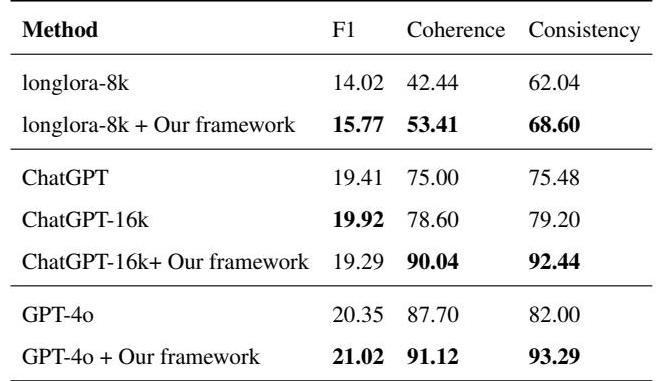 Method F1 Coherence Consistency
longlora-8k 14.02 42.44 62.04
longlora-8k + Our framework 15.77 53.41 68.60
ChatGPT 19.41 75.00 75.48
ChatGPT-16k 19.92 78.60 79.20
ChatGPT-16k+ Our framework 19.29 90.04 92.44
GPT-4o 20.35 87.70 82.00
GPT-4o + Our framework 21.02 91.12 93.29